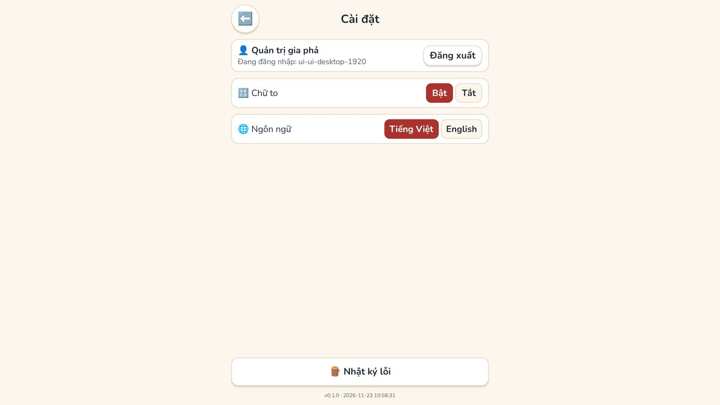 Cài đặt
Quản trị gia phả
Đăng xuất
Đang đăng nhập: ui-ui-desktop-1920
Chữ to
Bật
Tắt
Ngôn ngữ
Tiếng Việt
English
Nhật ký lỗi
v0.1.0 · 2026-11-23 10:58:31